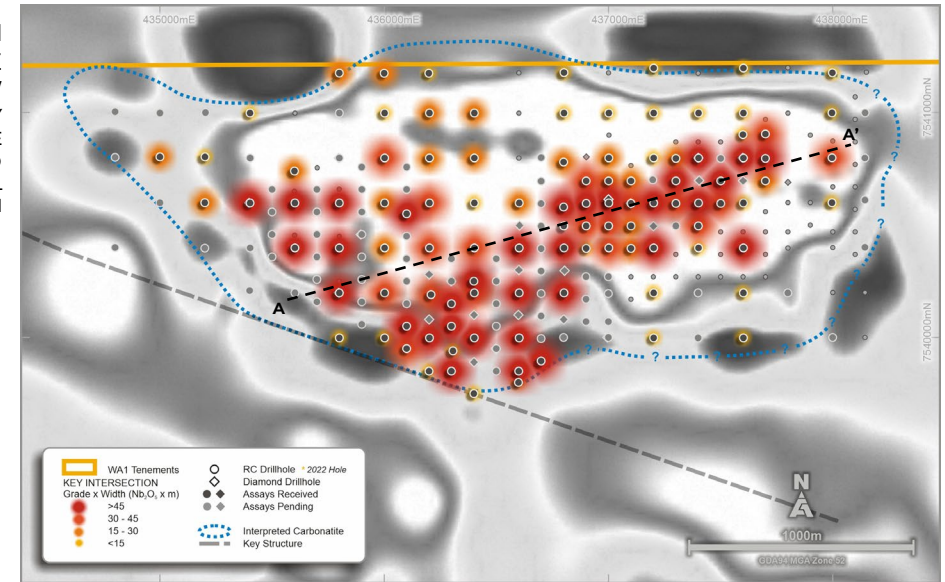 435000mE
436000mE
437000mE
438000mE
7541000mN
7540000mN
?
?
?
?
?
?
?
?
?
A
A'
WA1 Tenements
KEY INTERSECTION
Grade x Width (Nb₂O₅ x m)
>45
30 - 45
15 - 30
<15
RC Drillhole * 2022 Hole
Diamond Drillhole
Assays Received
Assays Pending
Interpreted Carbonatite
Key Structure
N
1000m
GDA94 MGA Zone 52